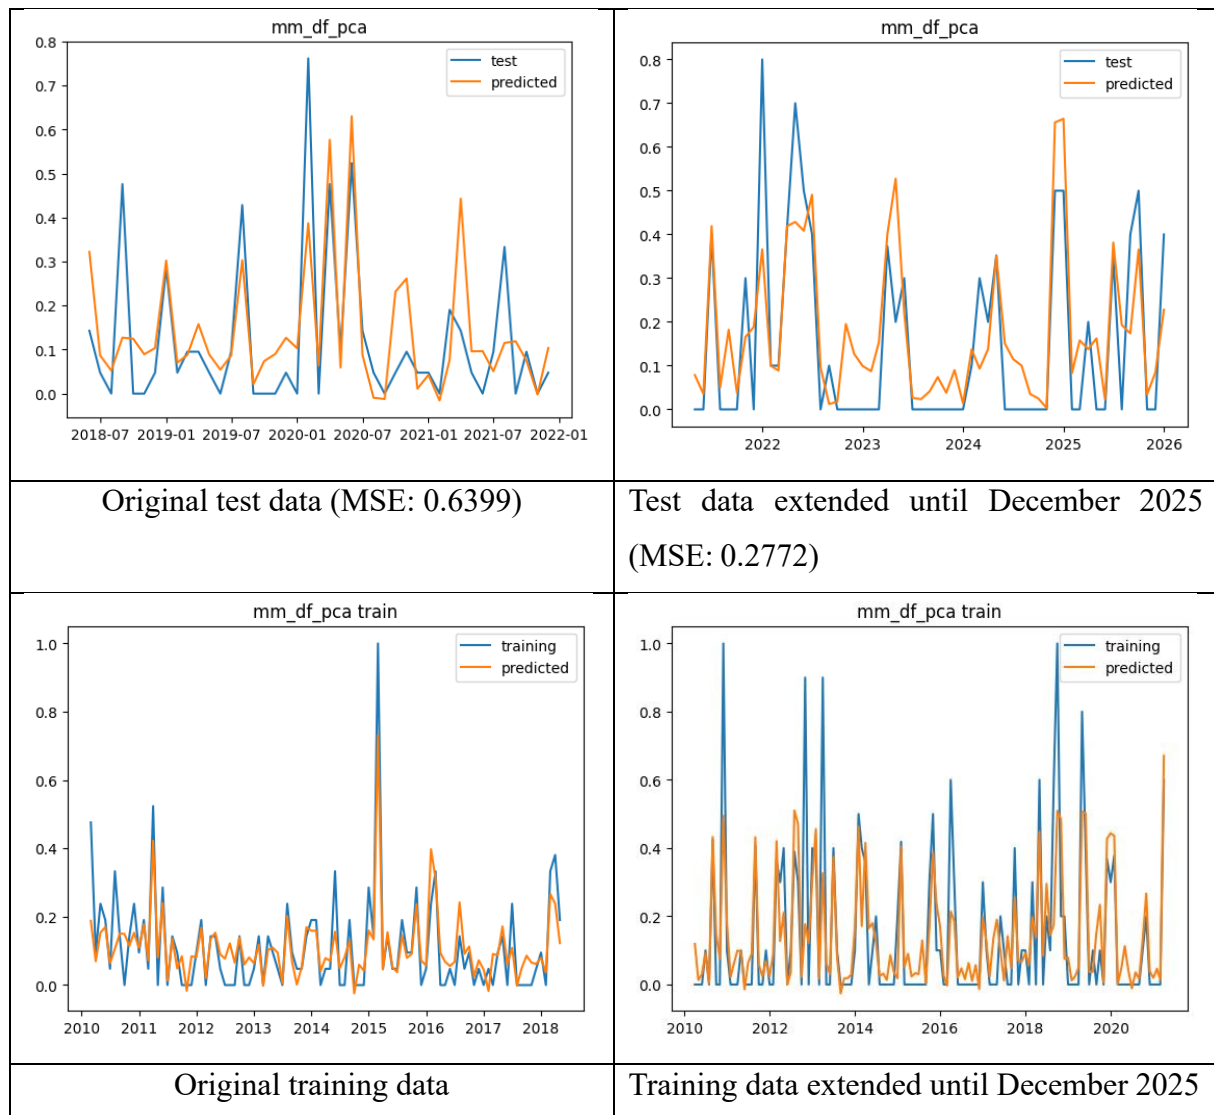 mm_df_pca
test
predicted
0.8
0.7
0.6
0.5
0.4
0.3
0.2
0.1
0.0
2018-07 2019-01 2019-07 2020-01 2020-07 2021-01 2021-07 2022-01
mm_df_pca
test
predicted
0.8
0.7
0.6
0.5
0.4
0.3
0.2
0.1
0.0
2022 2023 2024 2025 2026
Original test data (MSE: 0.6399)
Test data extended until December 2025
(MSE: 0.2772)
mm_df_pca train
training
predicted
1.0
0.8
0.6
0.4
0.2
0.0
2010 2011 2012 2013 2014 2015 2016 2017 2018
mm_df_pca train
training
predicted
1.0
0.8
0.6
0.4
0.2
0.0
2010 2012 2014 2016 2018 2020
Original training data
Training data extended until December 2025